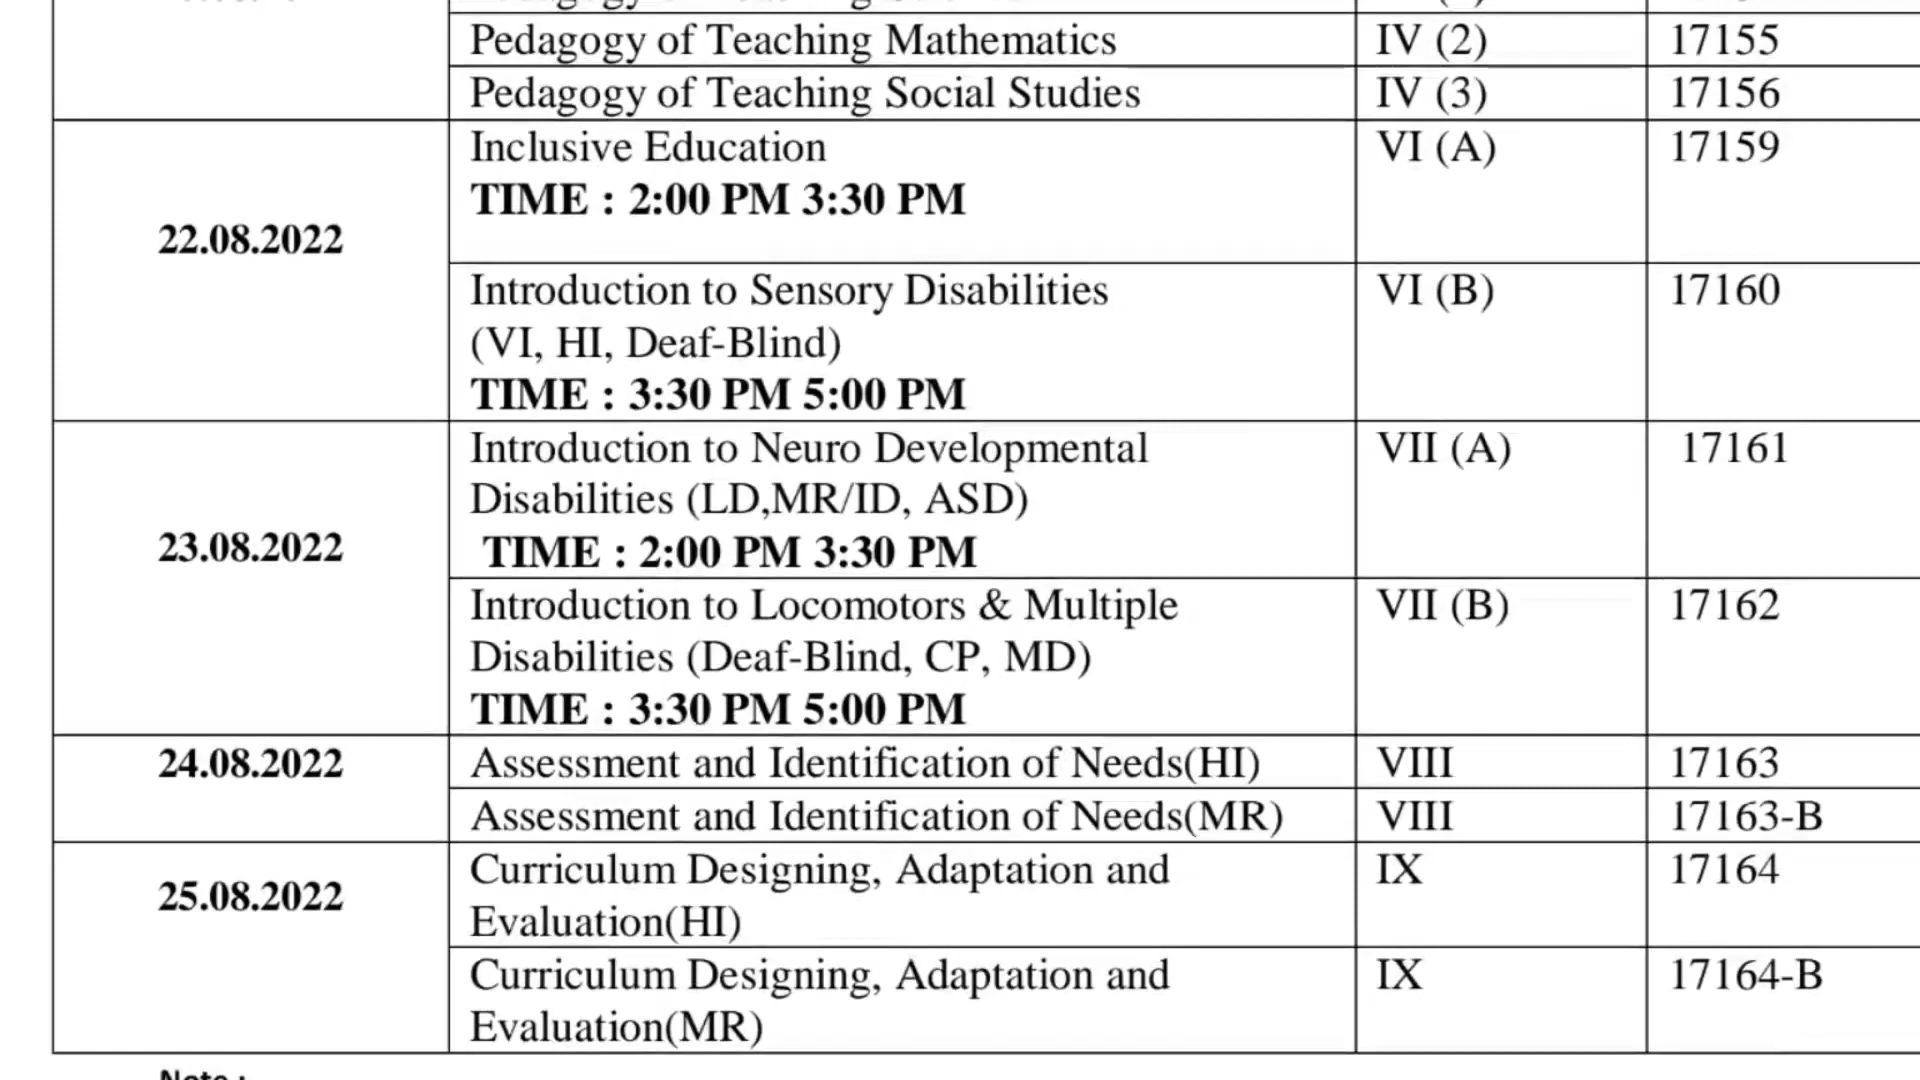 Pedagogy of Teaching Mathematics IV (2) 17155
Pedagogy of Teaching Social Studies IV (3) 17156
22.08.2022
Inclusive Education VI (A) 17159
TIME : 2:00 PM 3:30 PM
Introduction to Sensory Disabilities VI (B) 17160
(VI, HI, Deaf-Blind)
TIME : 3:30 PM 5:00 PM
23.08.2022
Introduction to Neuro Developmental VII (A) 17161
Disabilities (LD,MR/ID, ASD)
TIME : 2:00 PM 3:30 PM
Introduction to Locomotors & Multiple VII (B) 17162
Disabilities (Deaf-Blind, CP, MD)
TIME : 3:30 PM 5:00 PM
24.08.2022 Assessment and Identification of Needs(HI) VIII 17163
Assessment and Identification of Needs(MR) VIII 17163-B
25.08.2022
Curriculum Designing, Adaptation and IX 17164
Evaluation(HI)
Curriculum Designing, Adaptation and IX 17164-B
Evaluation(MR)
Note :